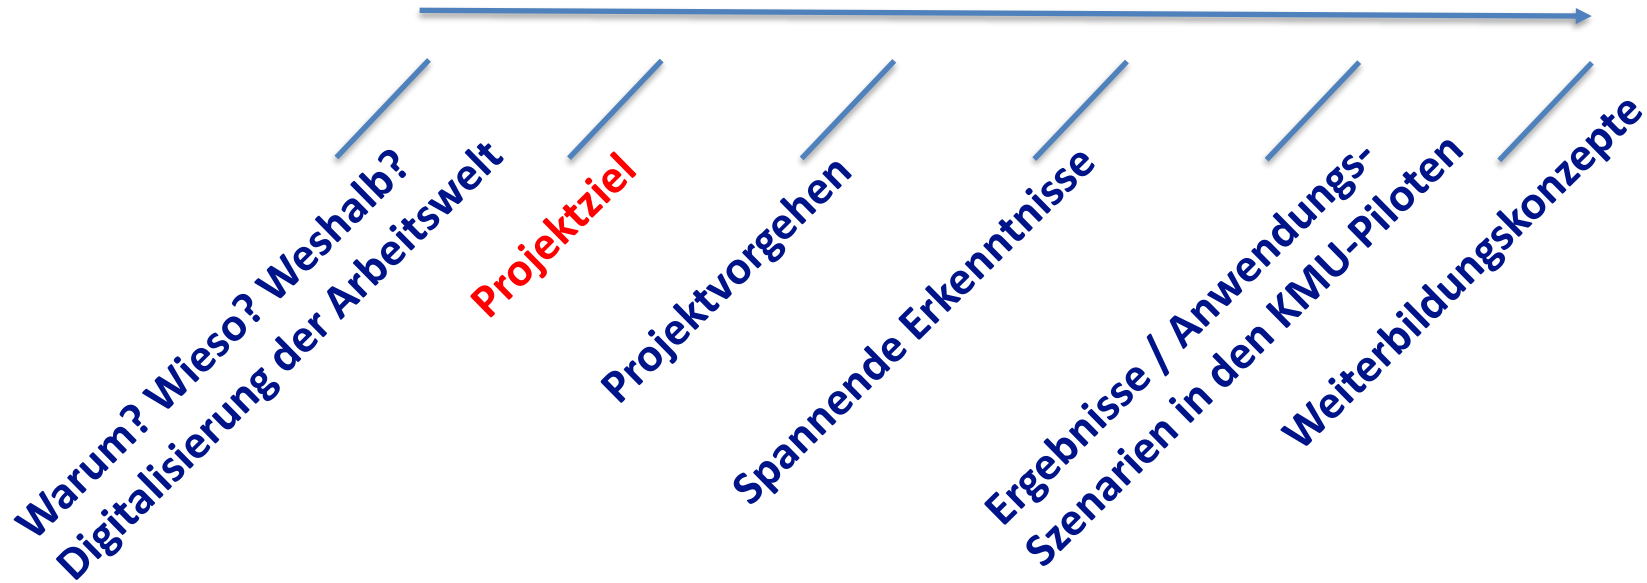 Warum? Wieso? Weshalb?
Digitalisierung der Arbeitswelt
Projektziel
Projektvorgehen
Spannende Erkenntnisse
Ergebnisse / Anwendungs-
Szenarien in den KMU-Piloten
Weiterbildungskonzepte